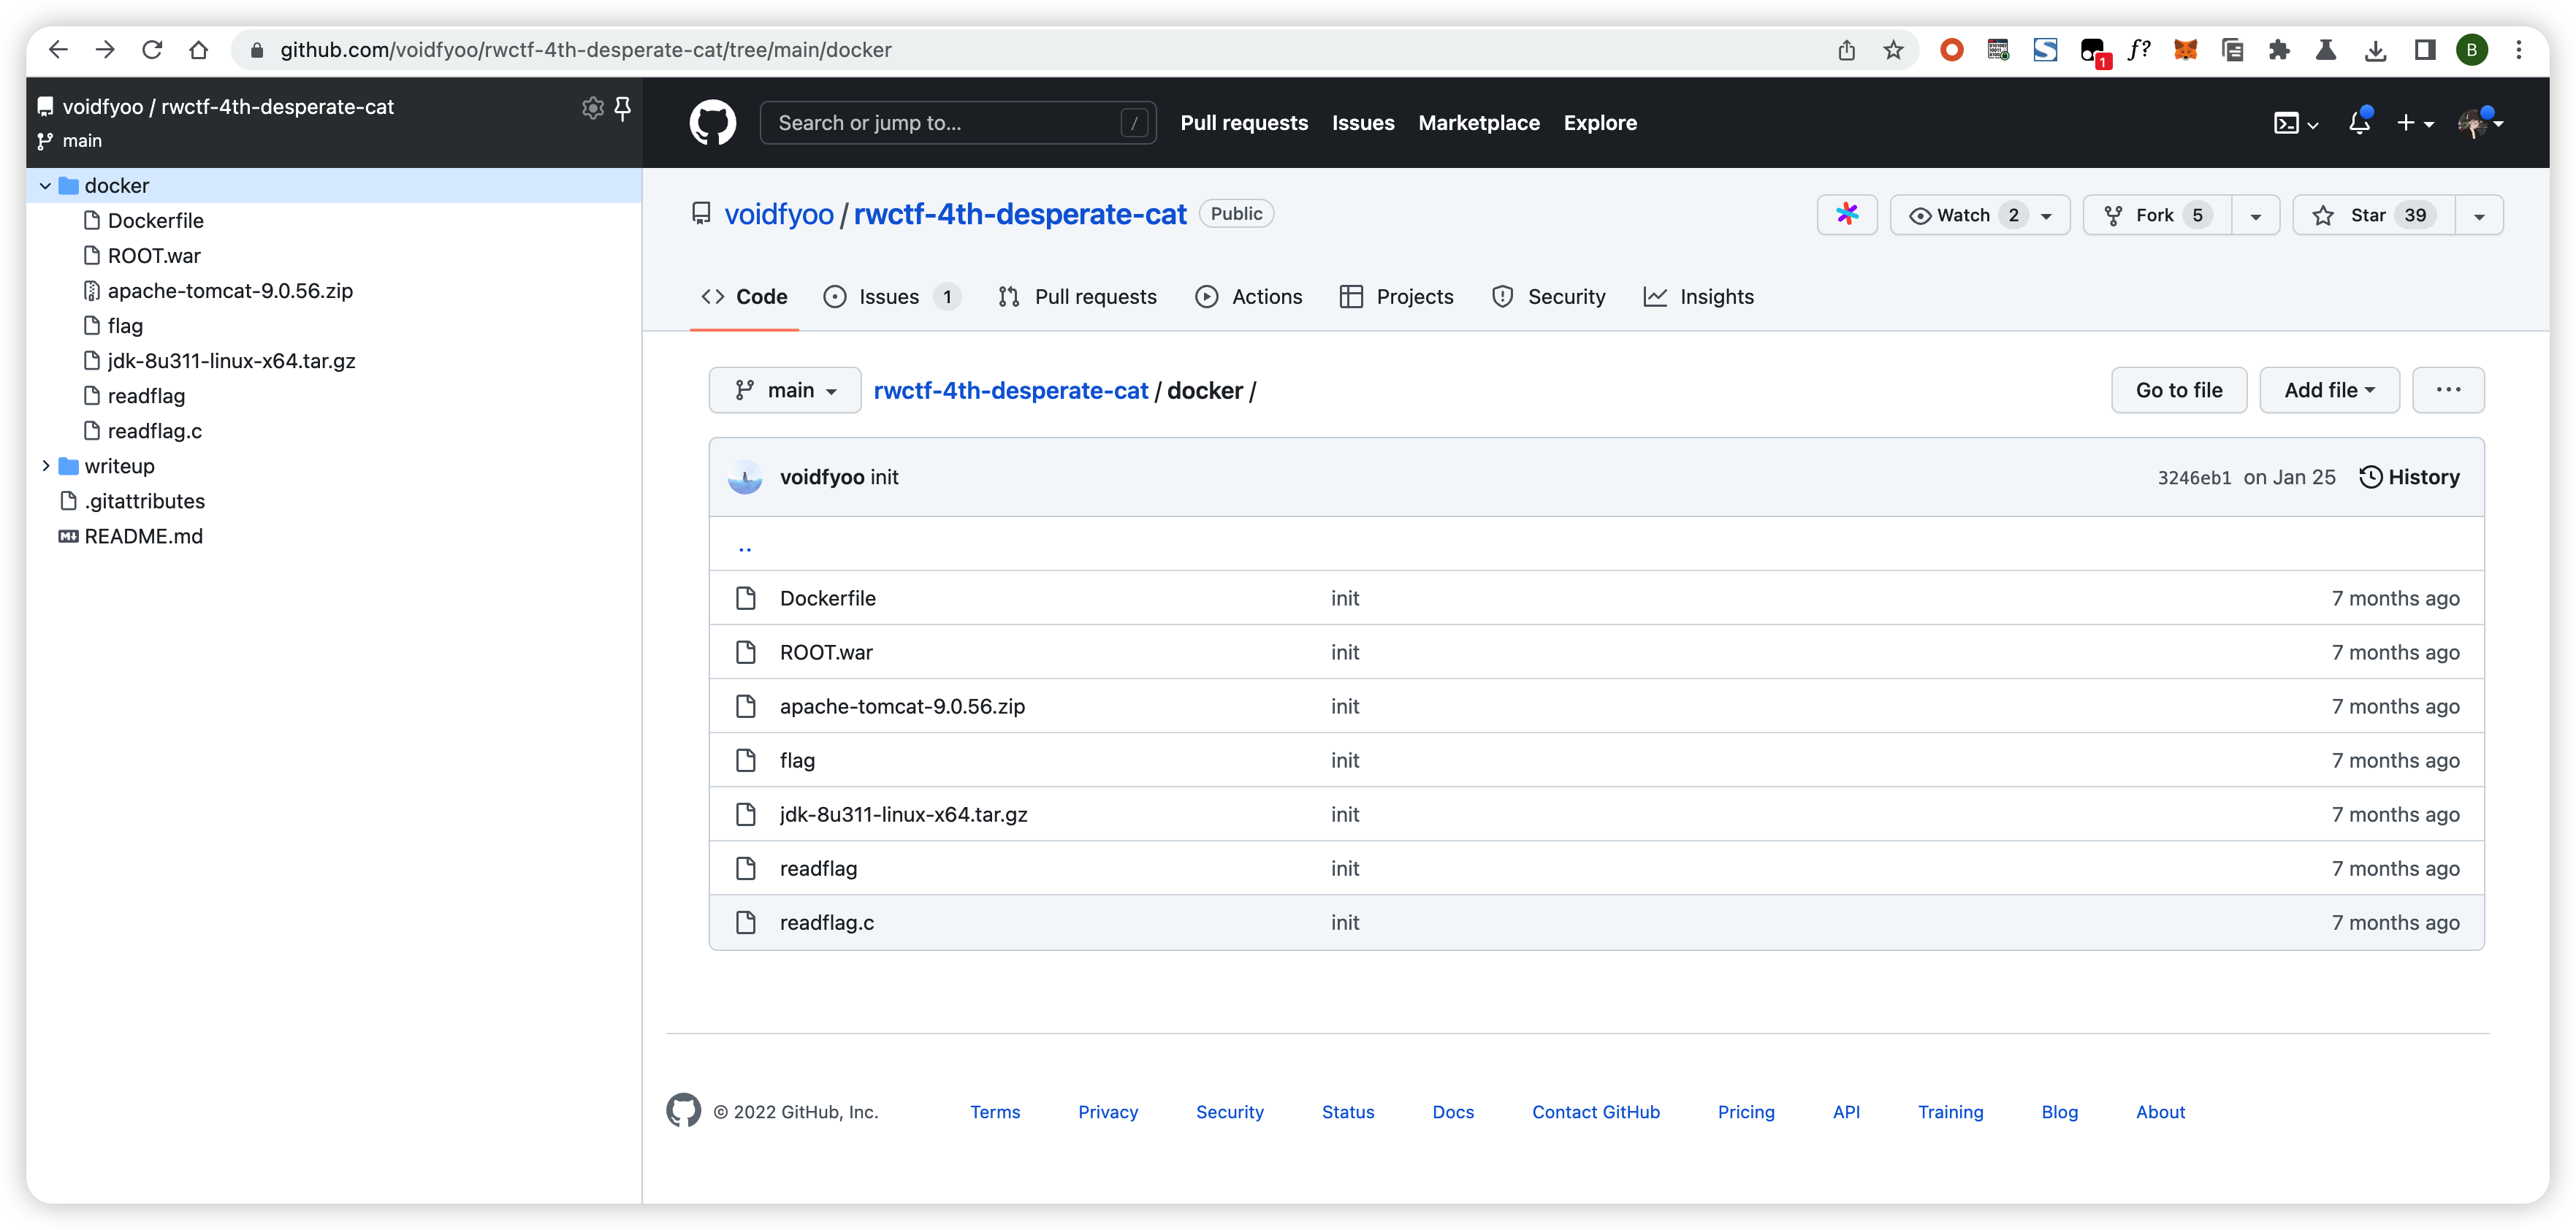 github.com/voidfyoo/rwctf-4th-desperate-cat/tree/main/docker
1
f?
B
voidfyoo / rwctf-4th-desperate-cat
main
docker
Dockerfile
ROOT.war
apache-tomcat-9.0.56.zip
flag
jdk-8u311-linux-x64.tar.gz
readflag
readflag.c
writeup
.gitattributes
README.md
Search or jump to... /
Pull requests Issues Marketplace Explore
voidfyoo / rwctf-4th-desperate-cat Public
Watch 2 Fork 5 Star 39
Code Issues 1 Pull requests Actions Projects Security Insights
main rwctf-4th-desperate-cat / docker / Go to file Add file ...
voidfyoo init 3246eb1 on Jan 25 History
..
Dockerfile init 7 months ago
ROOT.war init 7 months ago
apache-tomcat-9.0.56.zip init 7 months ago
flag init 7 months ago
jdk-8u311-linux-x64.tar.gz init 7 months ago
readflag init 7 months ago
readflag.c init 7 months ago
© 2022 GitHub, Inc. Terms Privacy Security Status Docs Contact GitHub Pricing API Training Blog About